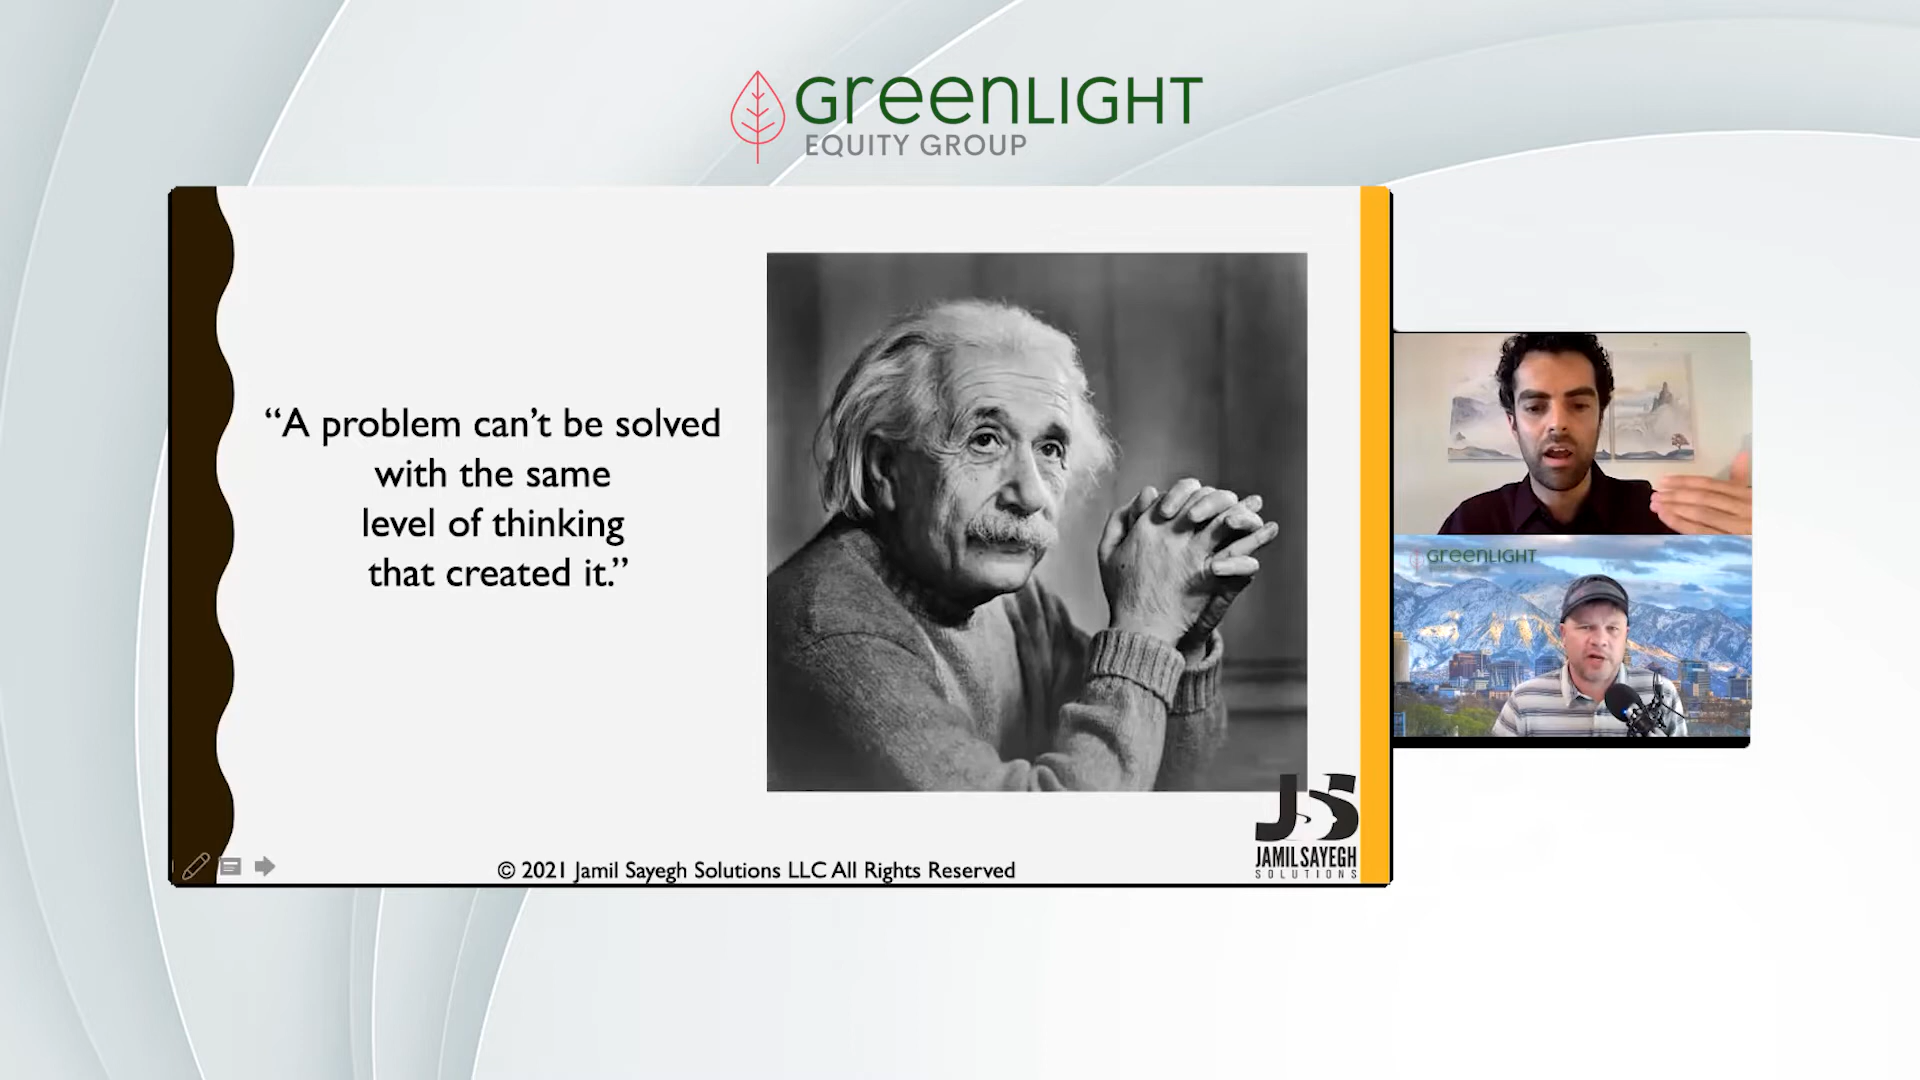 GreenLIGHT
EQUITY GROUP
“A problem can’t be solved
with the same
level of thinking
that created it.”
GreenLIGHT
JS
JAMIL SAYEGH
SOLUTIONS
© 2021 Jamil Sayegh Solutions LLC All Rights Reserved